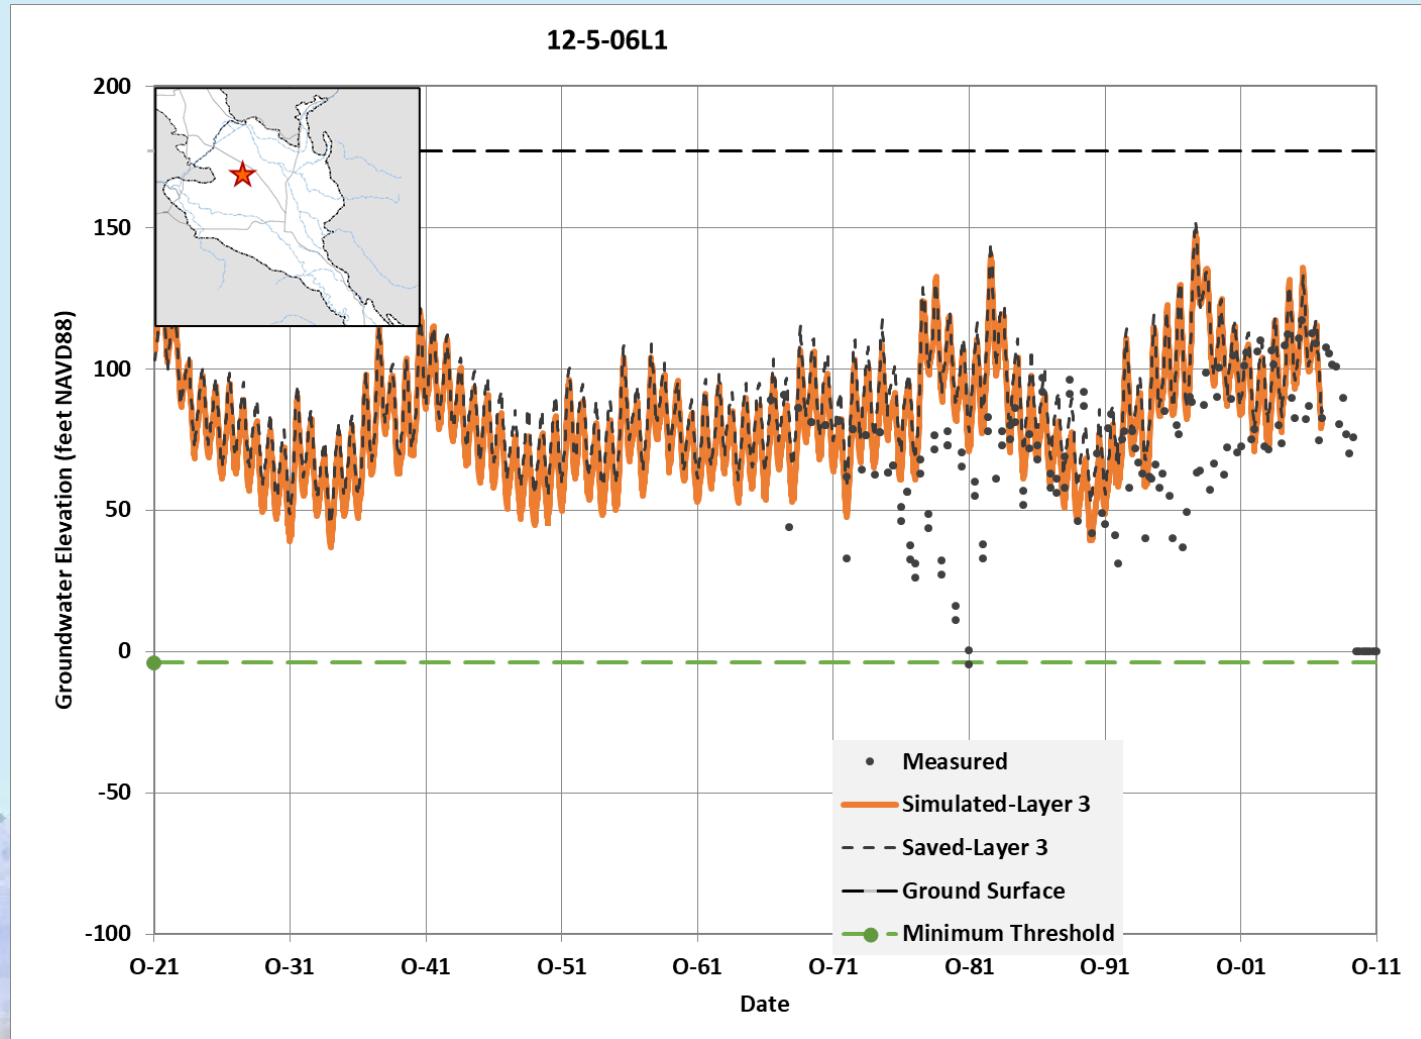 12-5-06L1
Groundwater Elevation (feet NAVD88)
200
150
100
50
0
-50
-100
Measured
Simulated-Layer 3
Saved-Layer 3
Ground Surface
Minimum Threshold
O-21 O-31 O-41 O-51 O-61 O-71 O-81 O-91 O-01 O-11
Date